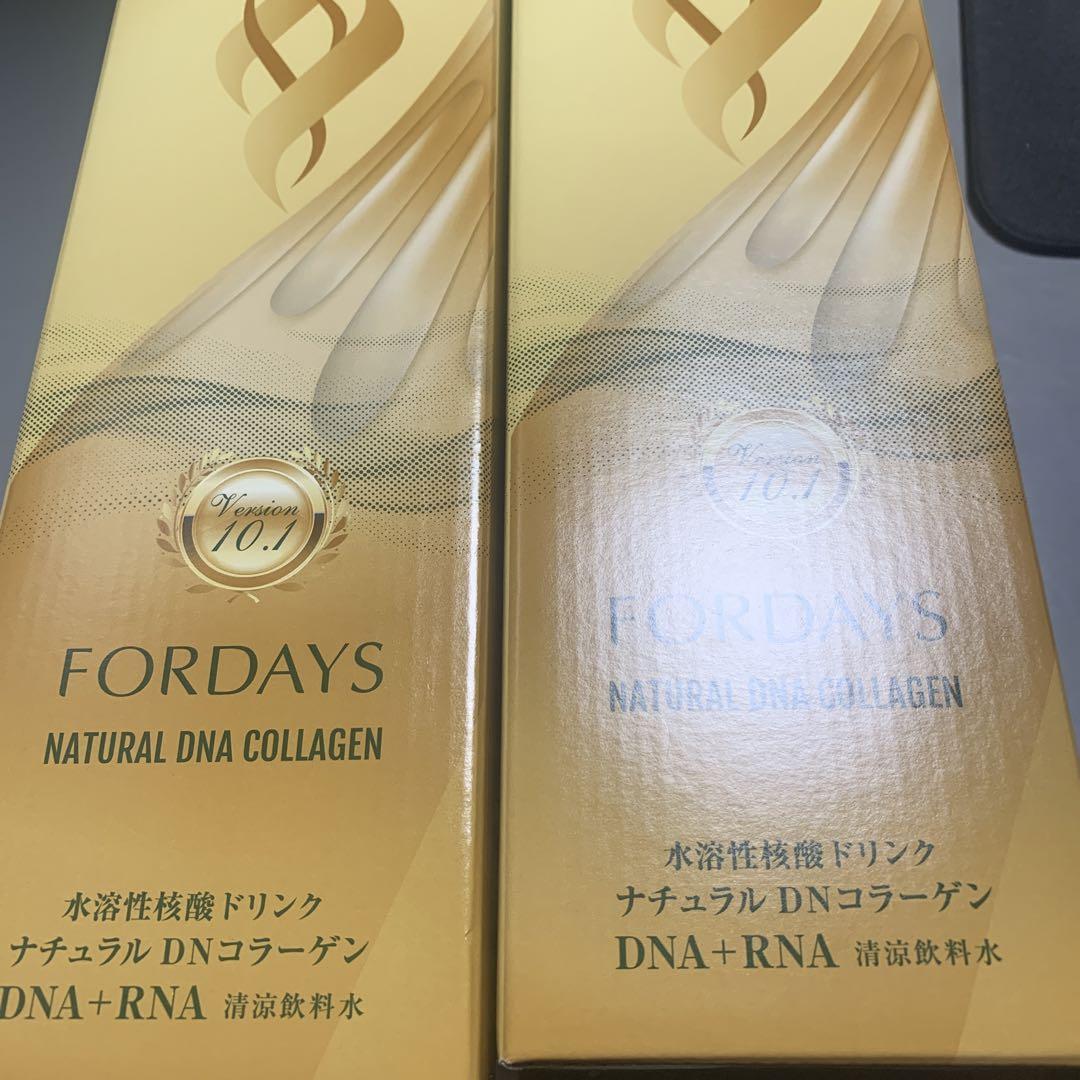 Version
10.1
FORDAYS
NATURAL DNA COLLAGEN
水溶性核酸ドリンク
ナチュラル DNコラーゲン
DNA+RNA 清涼飲料水
Version
10.1
FORDAYS
NATURAL DNA COLLAGEN
水溶性核酸ドリンク
ナチュラル DNコラーゲン
DNA+RNA 清涼飲料水